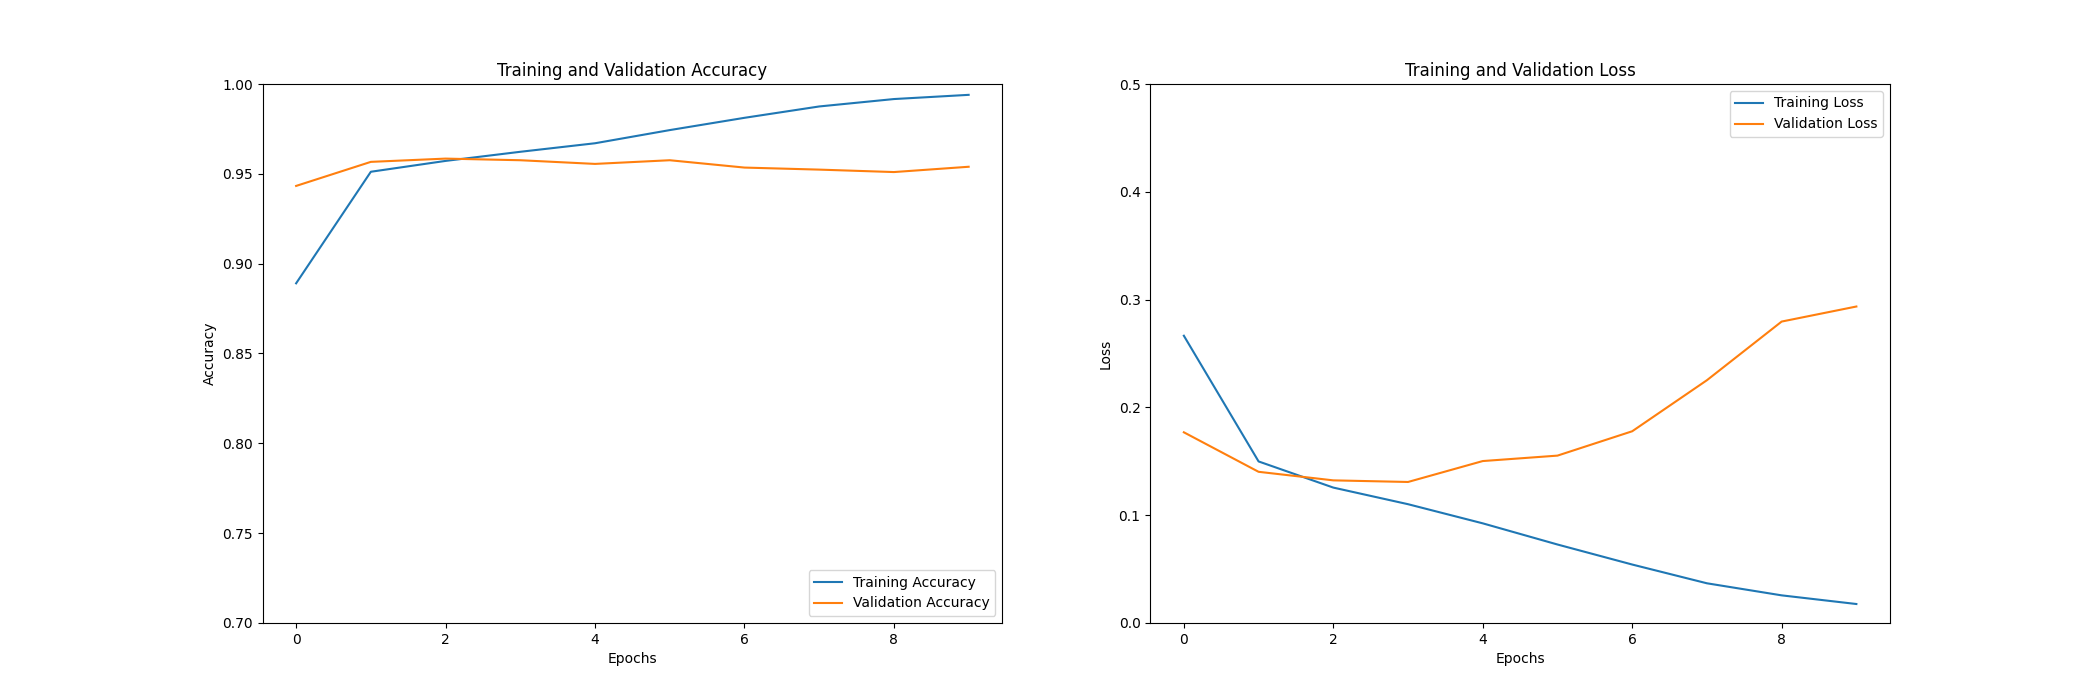 Training and Validation Accuracy
1.00
0.95
0.90
0.85
0.80
0.75
0.70
Accuracy
0 2 4 6 8
Epochs
Training Accuracy
Validation Accuracy
Training and Validation Loss
0.5
0.4
0.3
0.2
0.1
0.0
Loss
0 2 4 6 8
Epochs
Training Loss
Validation Loss